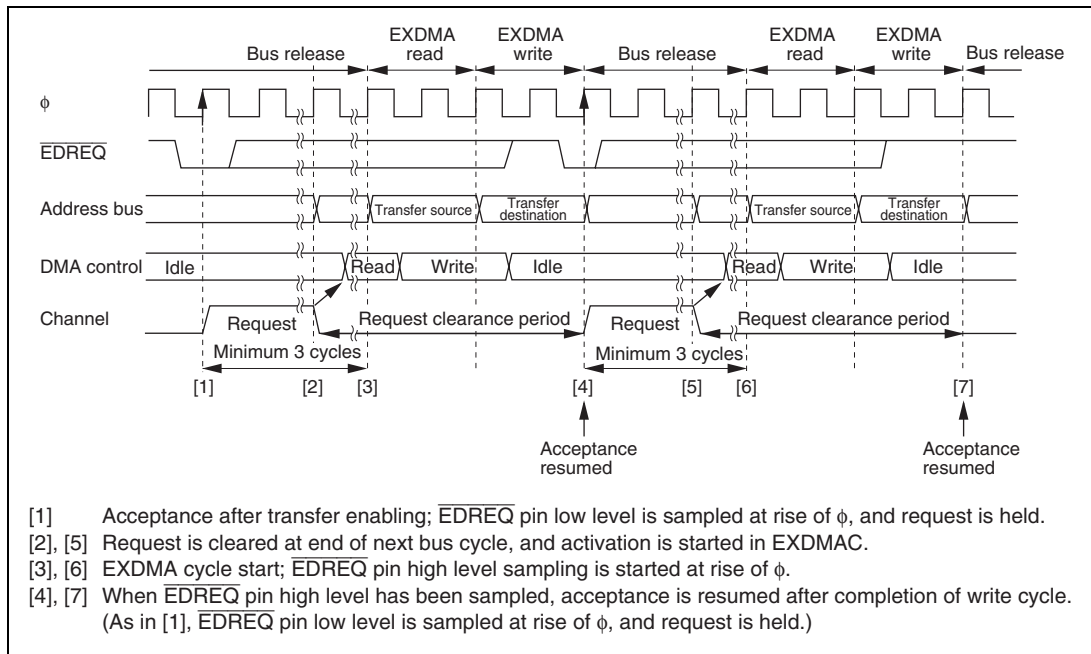 EXDMA EXDMA EXDMA EXDMA
Bus release read write Bus release read write Bus release
φ
EDREQ
Address bus Transfer source Transfer destination Transfer source Transfer destination
DMA control Idle Read Write Idle Read Write Idle
Channel Request Request clearance period Request Request clearance period
Minimum 3 cycles Minimum 3 cycles
[1] [2] [3] [4] [5] [6] [7]
Acceptance resumed Acceptance resumed
[1] Acceptance after transfer enabling; EDREQ pin low level is sampled at rise of φ, and request is held.
[2], [5] Request is cleared at end of next bus cycle, and activation is started in EXDMAC.
[3], [6] EXDMA cycle start; EDREQ pin high level sampling is started at rise of φ.
[4], [7] When EDREQ pin high level has been sampled, acceptance is resumed after completion of write cycle.
(As in [1], EDREQ pin low level is sampled at rise of φ, and request is held.)